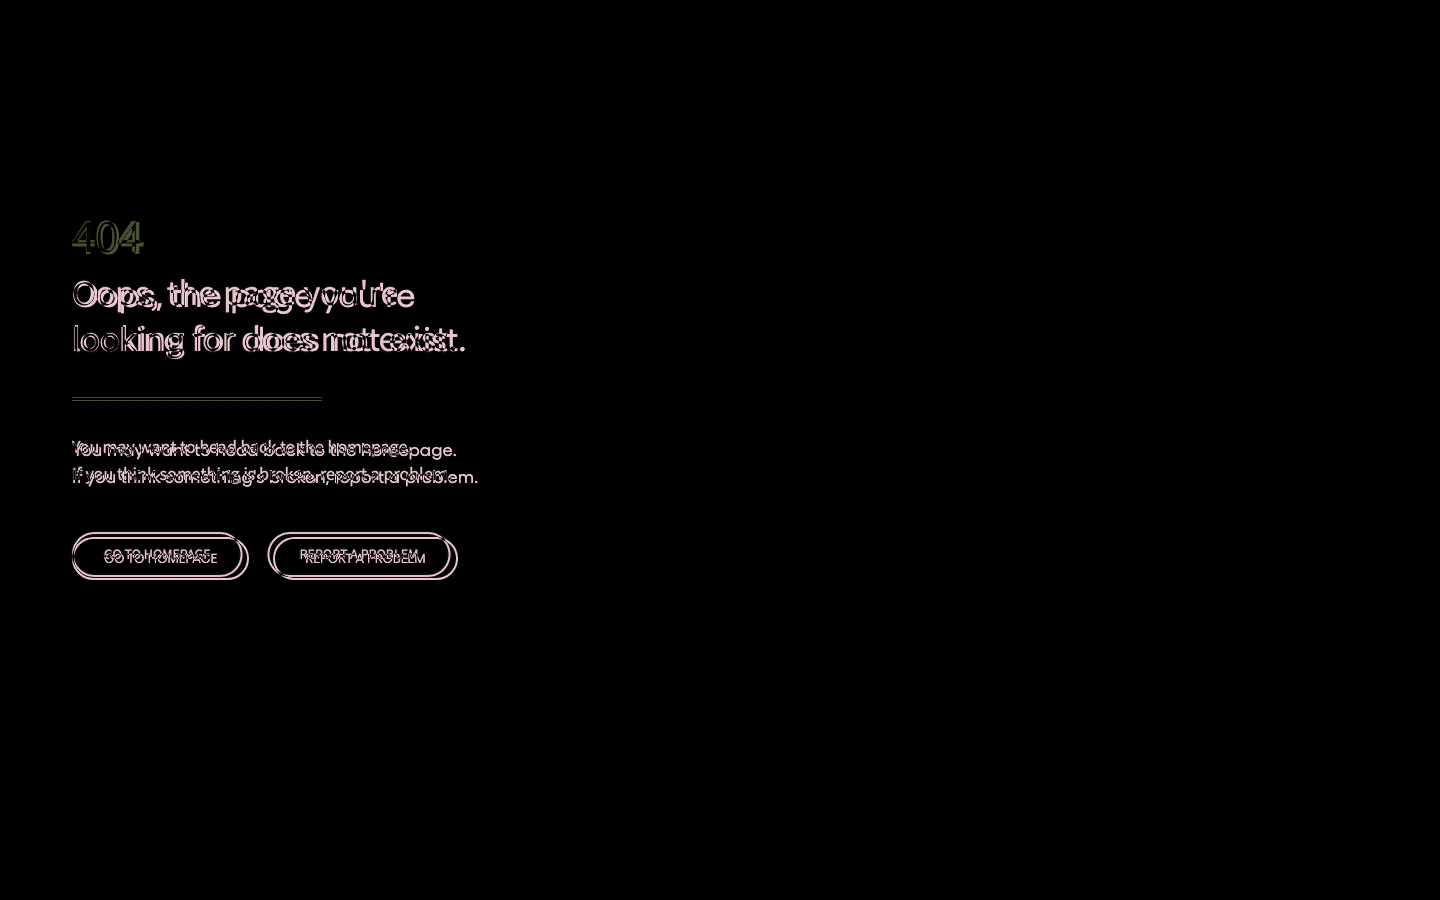 404
Oops, the page you're
looking for does not exist.
You may want to head back to the homepage.
If you think something is broken, report a problem.
GO TO HOMEPAGE
REPORT A PROBLEM